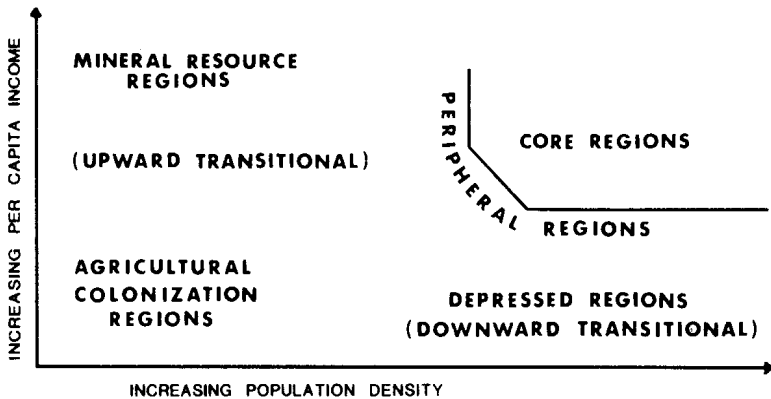 INCREASING PER CAPITA INCOME
MINERAL RESOURCE
REGIONS
(UPWARD TRANSITIONAL)
AGRICULTURAL
COLONIZATION
REGIONS
PERIPHERAL
REGIONS
CORE REGIONS
DEPRESSED REGIONS
(DOWNWARD TRANSITIONAL)
INCREASING POPULATION DENSITY